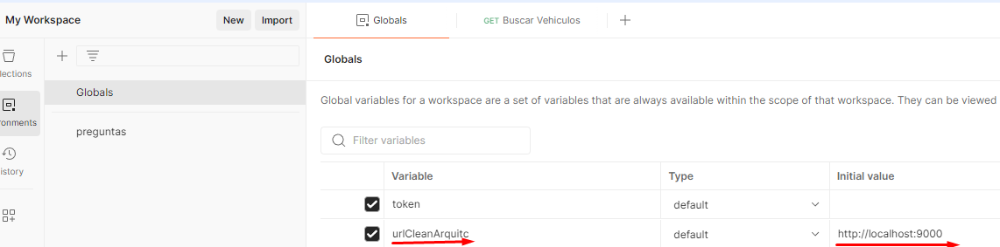 My Workspace New Import
Globals GET Buscar Vehiculos
llections
Globals
Globals
ronments
Global variables for a workspace are a set of variables that are always available within the scope of that workspace. They can be viewed
preguntas
Filter variables
istory
Variable Type Initial value
token default
urlCleanArquitc default http://localhost:9000